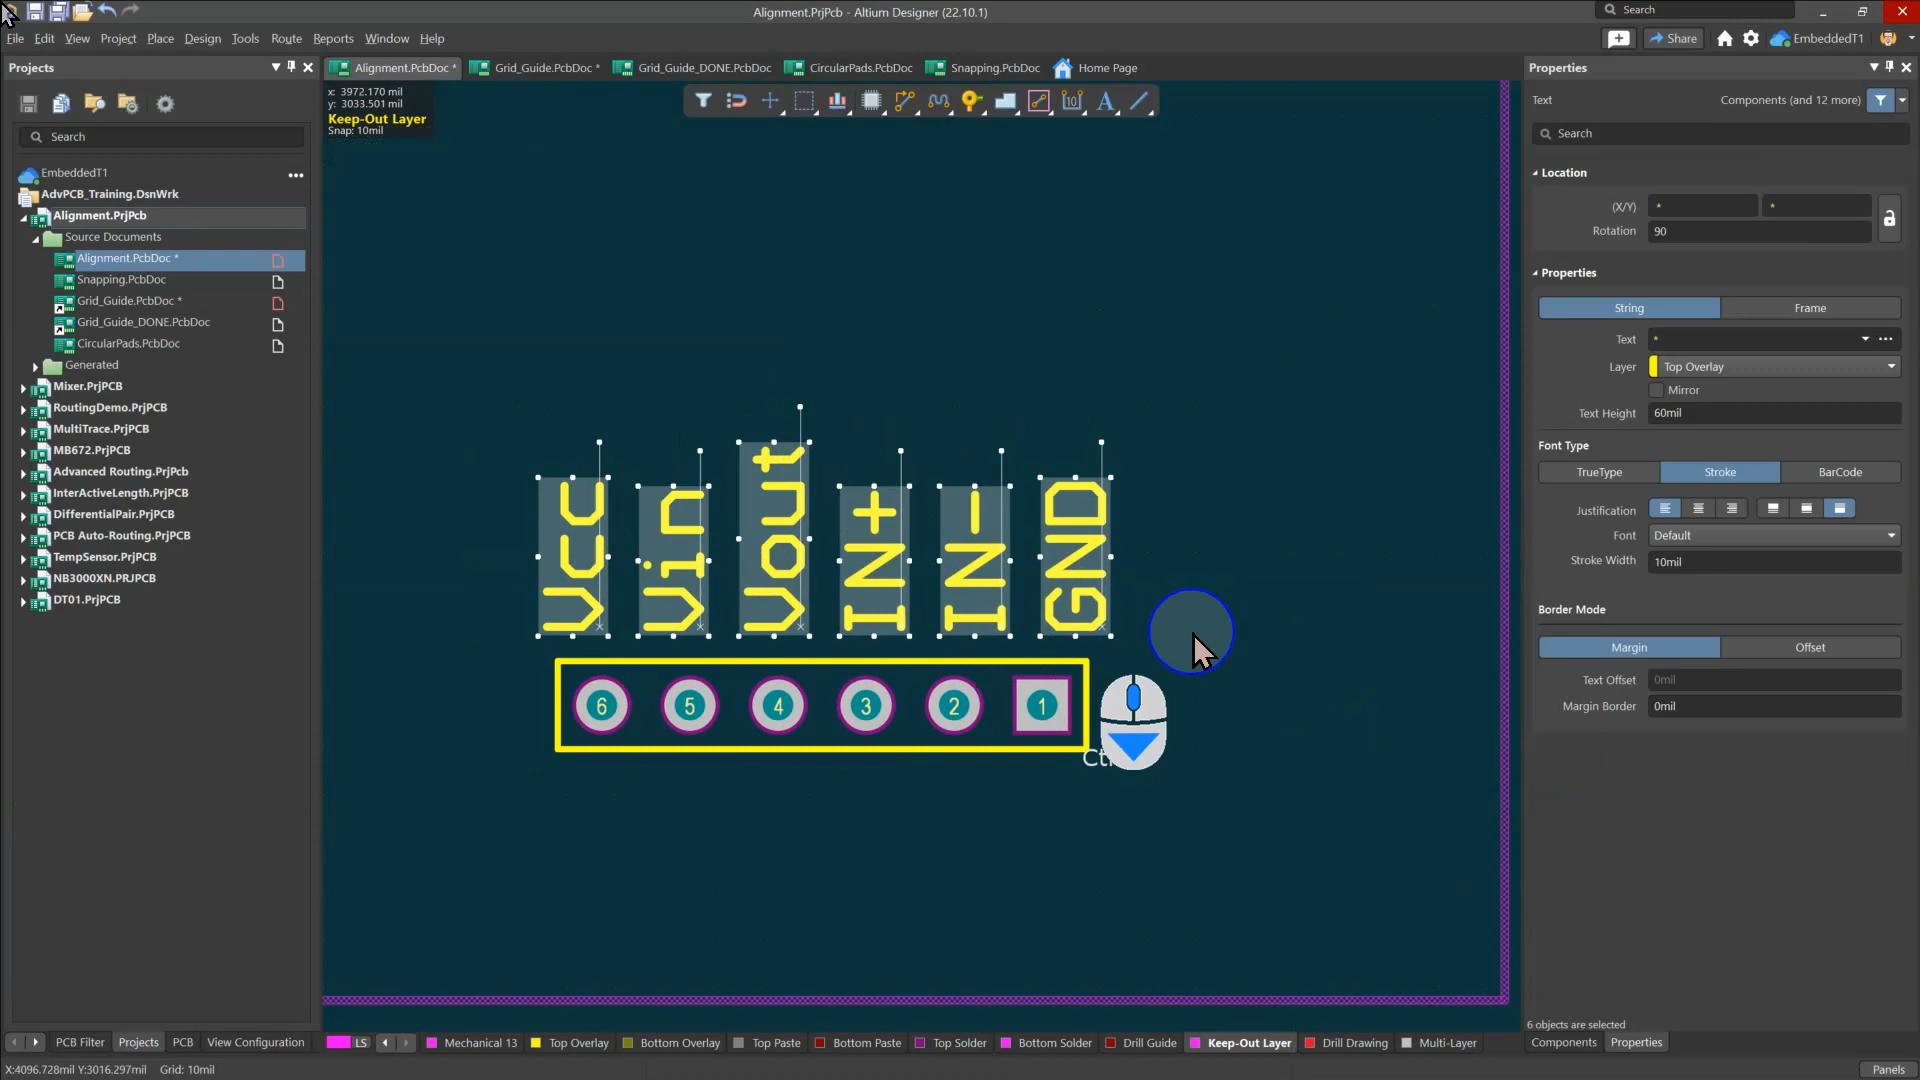 Alignment.PrjPcb - Altium Designer (22.10.1)
Search
File Edit View Project Place Design Tools Route Reports Window Help
Share
EmbeddedT1
Projects
Alignment.PcbDoc *
Grid_Guide.PcbDoc *
Grid_Guide_DONE.PcbDoc
CircularPads.PcbDoc
Snapping.PcbDoc
Home Page
Properties
x: 3972.170 mil
y: 3033.501 mil
Keep-Out Layer
Snap: 10mil
Text
Components (and 12 more)
Search
Search
EmbeddedT1
AdvPCB_Training.DsnWrk
Alignment.PrjPcb
Source Documents
Alignment.PcbDoc *
Snapping.PcbDoc
Grid_Guide.PcbDoc *
Grid_Guide_DONE.PcbDoc
CircularPads.PcbDoc
Generated
Mixer.PrjPCB
RoutingDemo.PrjPCB
MultiTrace.PrjPCB
MB672.PrjPCB
Advanced Routing.PrjPcb
InterActiveLength.PrjPCB
DifferentialPair.PrjPCB
PCB Auto-Routing.PrjPCB
TempSensor.PrjPCB
NB3000XN.PRJPCB
DT01.PrjPCB
Vcc
Vin
Vout
IN+
IN-
GND
6 5 4 3 2 1
Location
(X/Y) * *
Rotation 90
Properties
String Frame
Text *
Layer Top Overlay
Mirror
Text Height 60mil
Font Type
TrueType Stroke BarCode
Justification
Font Default
Stroke Width 10mil
Border Mode
Margin Offset
Text Offset 0mil
Margin Border 0mil
6 objects are selected
Components Properties
PCB Filter Projects PCB View Configuration
LS Mechanical 13 Top Overlay Bottom Overlay Top Paste Bottom Paste Top Solder Bottom Solder Drill Guide Keep-Out Layer Drill Drawing Multi-Layer
X:4096.728mil Y:3016.297mil Grid: 10mil
Panels